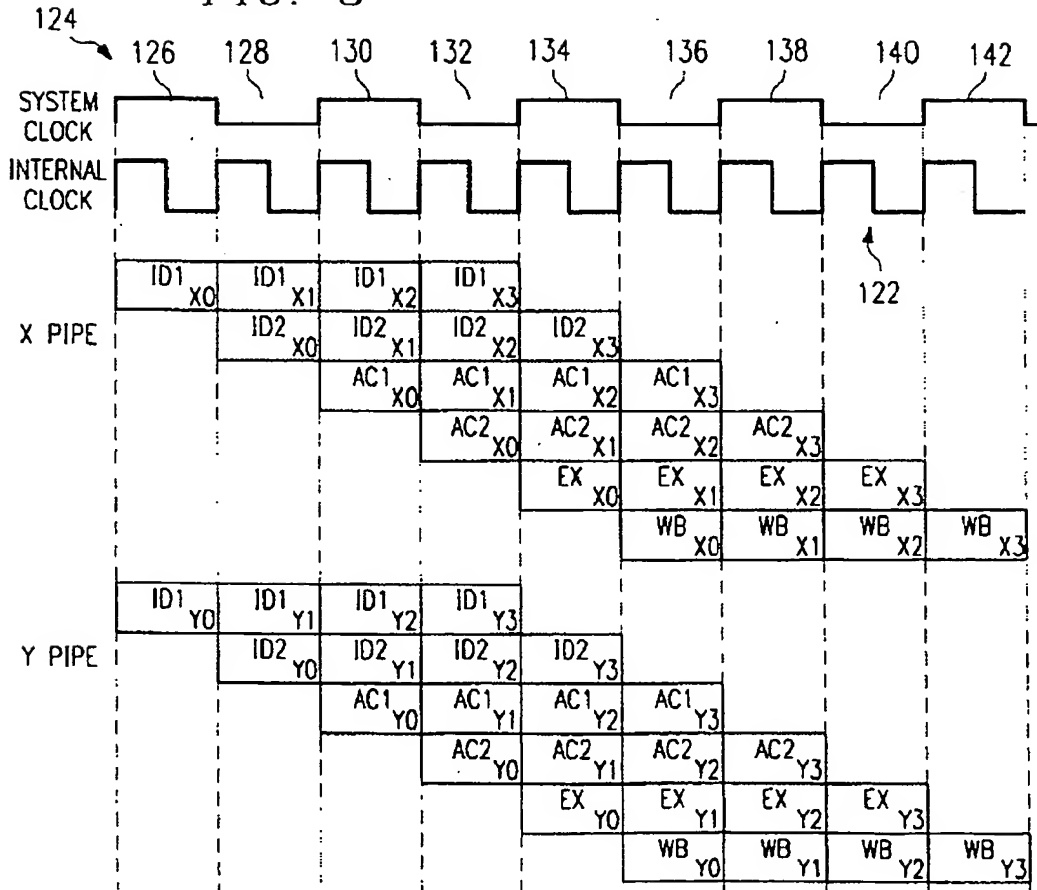 124
126 128 130 132 134 136 138 140 142
SYSTEM
CLOCK
INTERNAL
CLOCK
122
ID1 X0 ID1 X1 ID1 X2 ID1 X3
X PIPE
ID2 X0 ID2 X1 ID2 X2 ID2 X3
AC1 X0 AC1 X1 AC1 X2 AC1 X3
AC2 X0 AC2 X1 AC2 X2 AC2 X3
EX X0 EX X1 EX X2 EX X3
WB X0 WB X1 WB X2 WB X3
ID1 Y0 ID1 Y1 ID1 Y2 ID1 Y3
Y PIPE
ID2 Y0 ID2 Y1 ID2 Y2 ID2 Y3
AC1 Y0 AC1 Y1 AC1 Y2 AC1 Y3
AC2 Y0 AC2 Y1 AC2 Y2 AC2 Y3
EX Y0 EX Y1 EX Y2 EX Y3
WB Y0 WB Y1 WB Y2 WB Y3